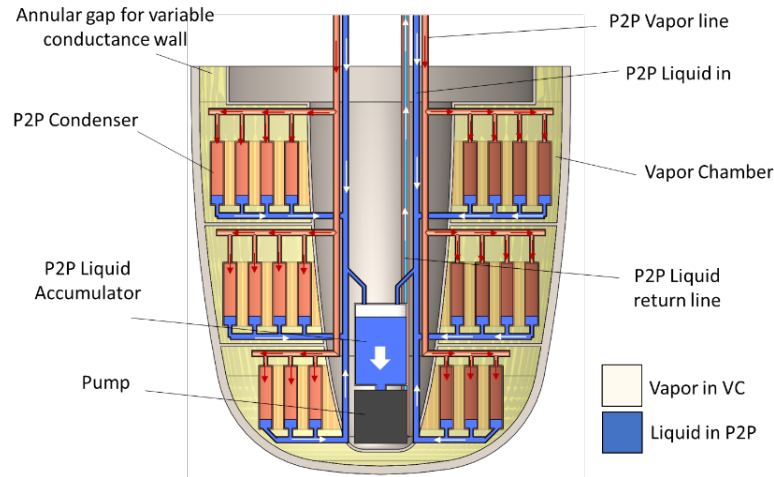 Annular gap for variable
conductance wall
P2P Condenser
P2P Liquid
Accumulator
Pump
P2P Vapor line
P2P Liquid in
Vapor Chamber
P2P Liquid
return line
Vapor in VC
Liquid in P2P